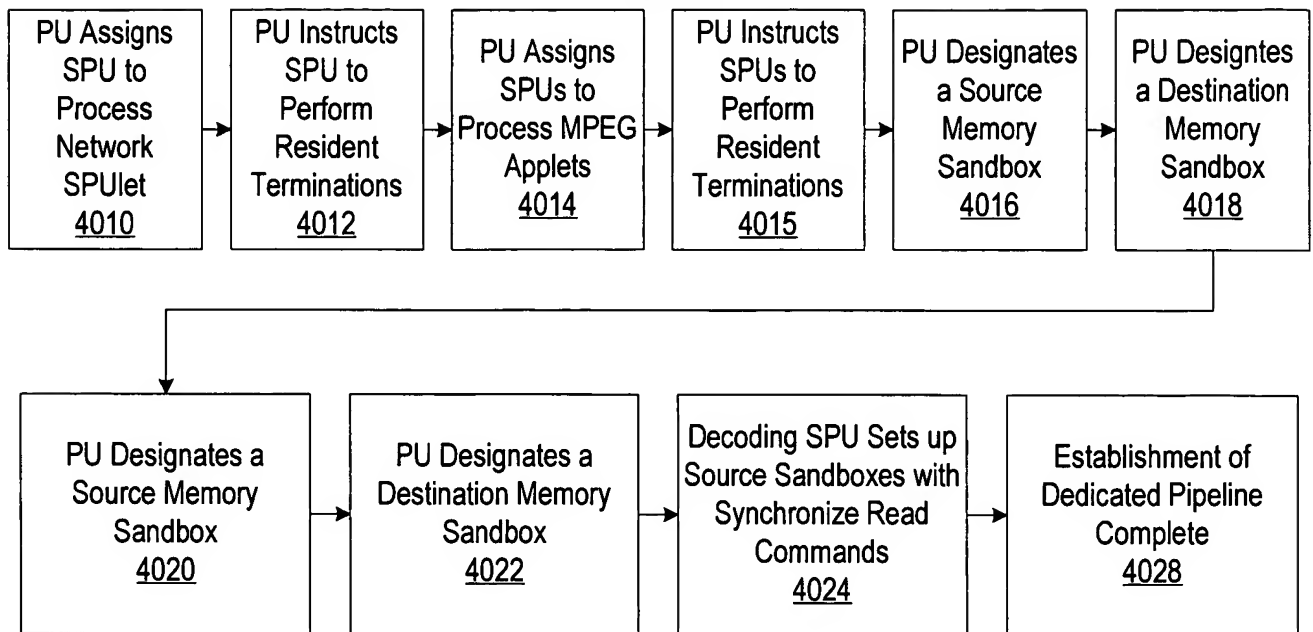 PU Assigns
SPU to
Process
Network
SPUlet
4010
PU Instructs
SPU to
Perform
Resident
Terminations
4012
PU Assigns
SPUs to
Process MPEG
Applets
4014
PU Instructs
SPUs to
Perform
Resident
Terminations
4015
PU Designates
a Source
Memory
Sandbox
4016
PU Designtes
a Destination
Memory
Sandbox
4018
PU Designates a
Source Memory
Sandbox
4020
PU Designates a
Destination Memory
Sandbox
4022
Decoding SPU Sets up
Source Sandboxes with
Synchronize Read
Commands
4024
Establishment of
Dedicated Pipeline
Complete
4028